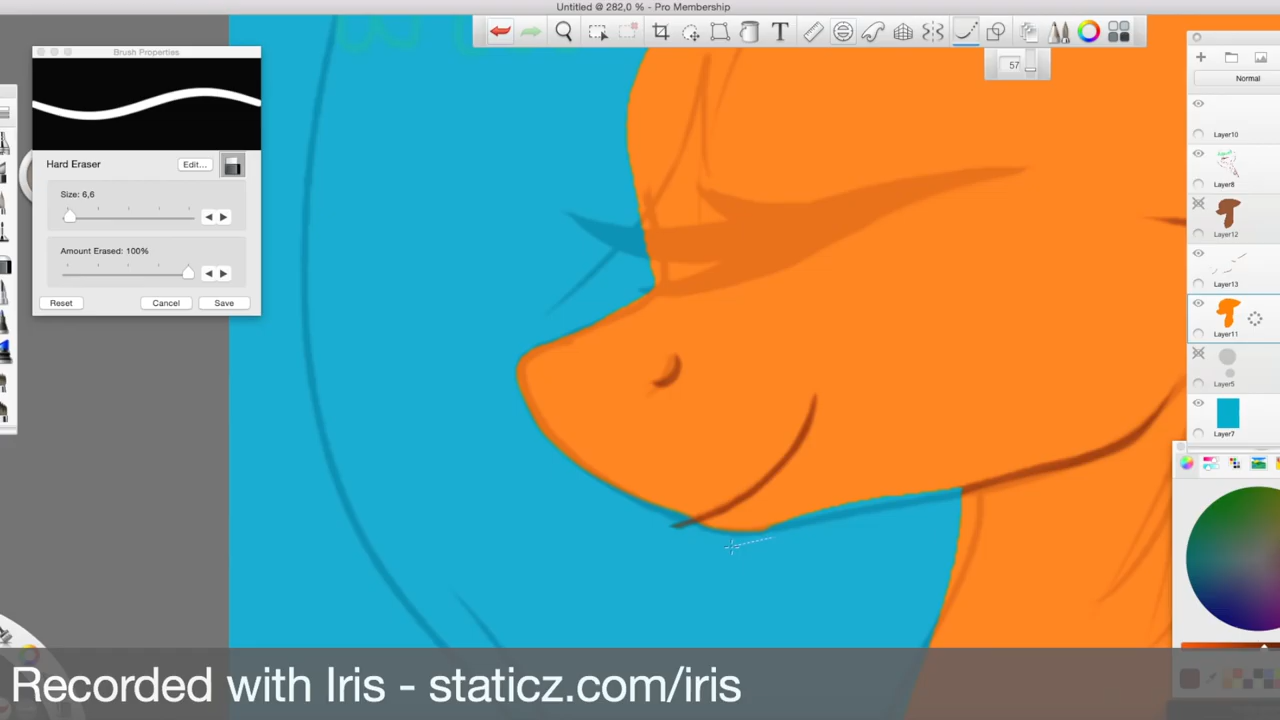 Untitled @ 282,0 % - Pro Membership
Brush Properties
57
Normal
Hard Eraser
Edit...
Size: 6,6
Amount Erased: 100%
Reset
Cancel
Save
Layer10
Layer8
Layer12
Layer13
Layer11
Layer5
Layer7
Recorded with Iris - staticz.com/iris